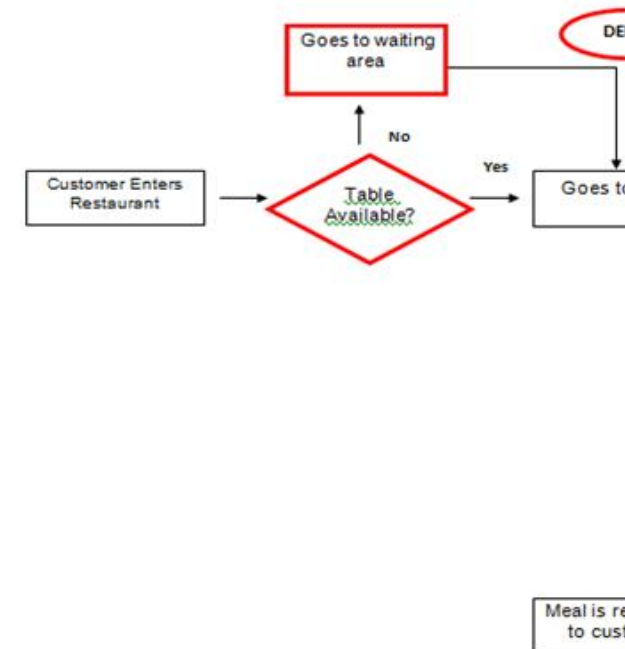 Goes to waiting
area
DE
No
Yes
Customer Enters
Restaurant
Table
Available?
Goes to
Meal is re
to cust